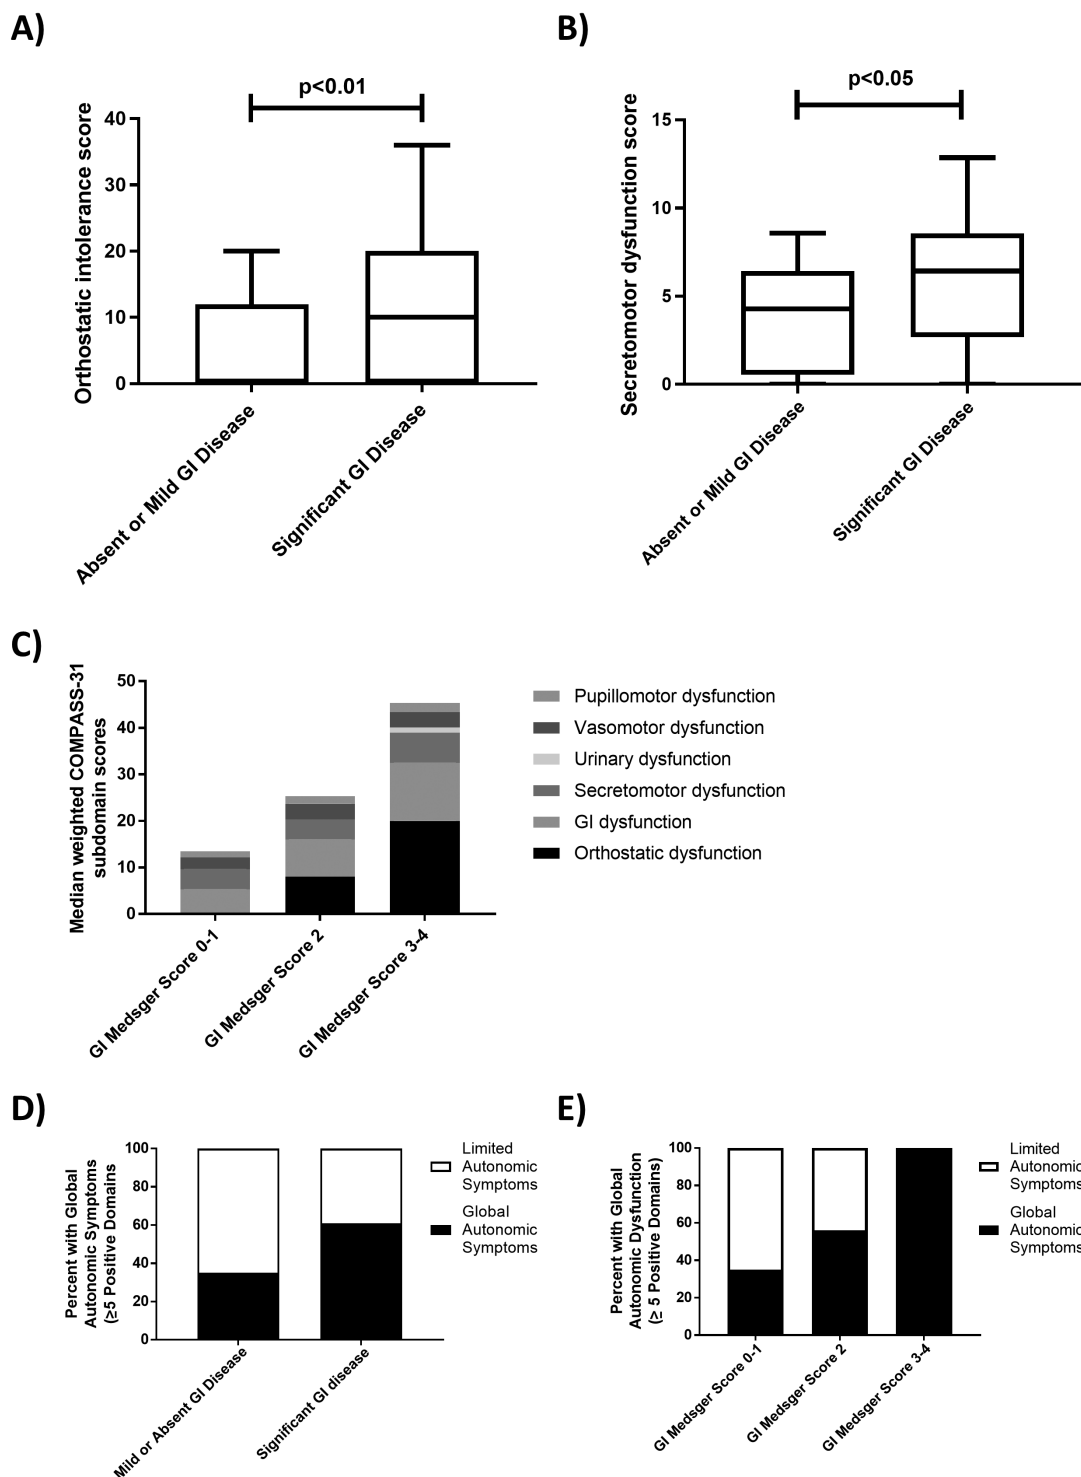 A)
p<0.01
Orthostatic intolerance score
40
30
20
10
0
Absent or Mild GI Disease
Significant GI Disease
B)
p<0.05
Secretomotor dysfunction score
15
10
5
0
Absent or Mild GI Disease
Significant GI Disease
C)
Median weighted COMPASS-31
subdomain scores
50
40
30
20
10
0
GI Medsger Score 0-1
GI Medsger Score 2
GI Medsger Score 3-4
Pupillomotor dysfunction
Vasomotor dysfunction
Urinary dysfunction
Secretomotor dysfunction
GI dysfunction
Orthostatic dysfunction
D)
Percent with Global
Autonomic Symptoms
(≥5 Positive Domains
100
80
60
40
20
0
Mild or Absent GI Disease
Significant GI disease
Limited
Autonomic
Symptoms
Global
Autonomic
Symptoms
E)
Percent with Global
Autonomic Dysfunction
(≥ 5 Positive Domains)
100
80
60
40
20
0
GI Medsger Score 0-1
GI Medsger Score 2
GI Medsger Score 3-4
Limited
Autonomic
Symptoms
Global
Autonomic
Symptoms